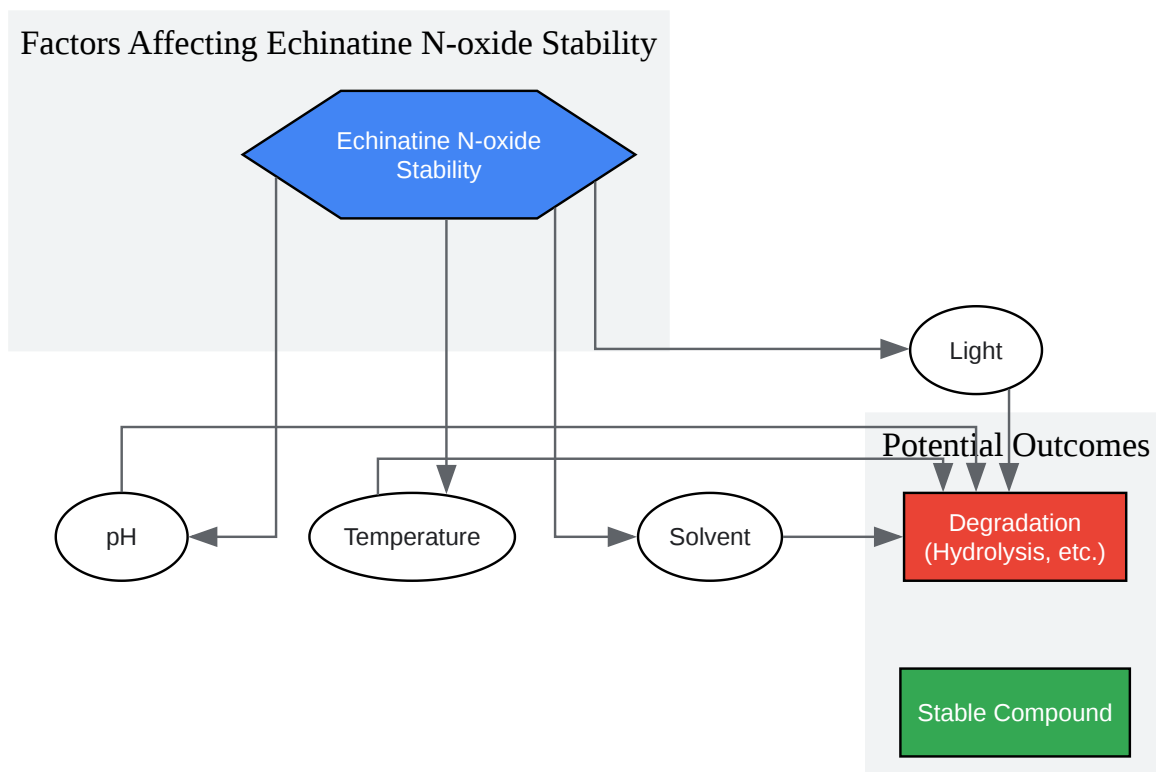 Factors Affecting Echinatine N-oxide Stability
Echinatine N-oxide
Stability
Light
Potential Outcomes
pH
Temperature
Solvent
Degradation
(Hydrolysis, etc.)
Stable Compound